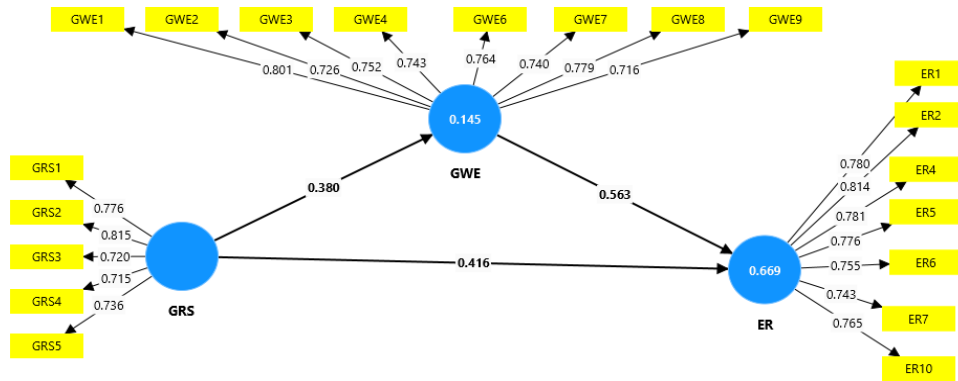 GWE1 GWE2 GWE3 GWE4 GWE6 GWE7 GWE8 GWE9
0.801 0.726 0.752 0.743 0.764 0.740 0.779 0.716
0.145
GWE
GRS1
GRS2
GRS3
GRS4
GRS5
0.776
0.815
0.720
0.715
0.736
GRS
0.380
0.563
0.416
0.669
ER
0.780
0.814
0.781
0.776
0.755
0.743
0.765
ER1
ER2
ER4
ER5
ER6
ER7
ER10